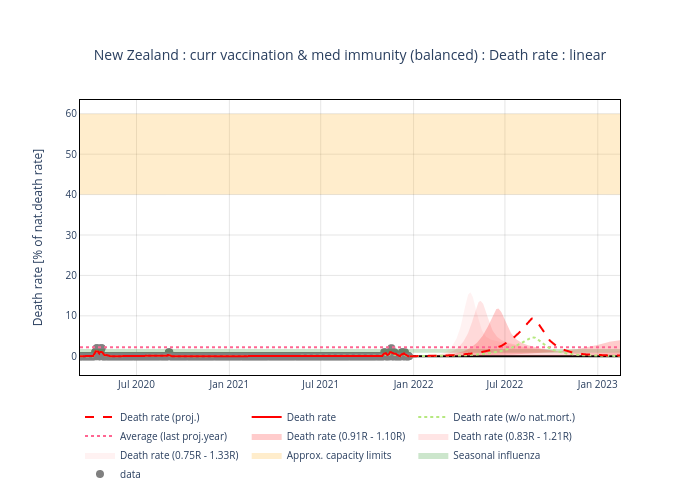 New Zealand : curr vaccination & med immunity (balanced) : Death rate : linear
Death rate [% of nat.death rate]
60
50
40
30
20
10
0
Jul 2020 Jan 2021 Jul 2021 Jan 2022 Jul 2022 Jan 2023
Death rate (proj.) Death rate Death rate (w/o nat.mort.)
Average (last proj.year) Death rate (0.91R - 1.10R) Death rate (0.83R - 1.21R)
Death rate (0.75R - 1.33R) Approx. capacity limits Seasonal influenza
data